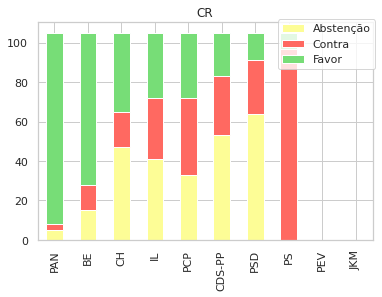 CR
Abstenção
Contra
Favor
100
80
60
40
20
0
PAN
BE
CH
IL
PCP
CDS-PP
PSD
PS
PEV
JKM